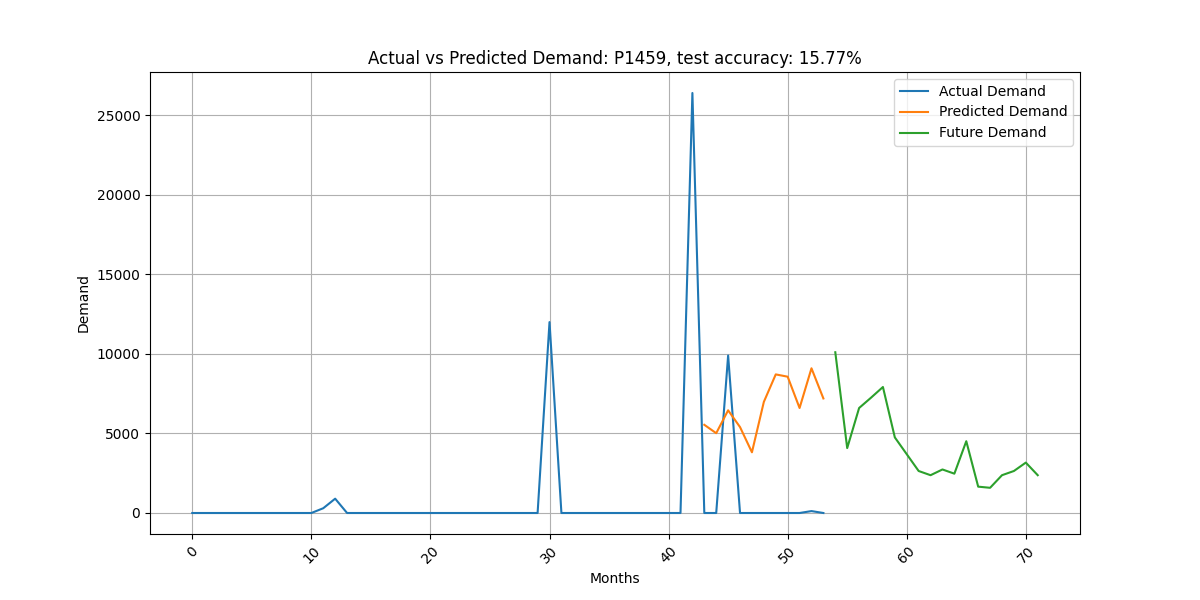 Actual vs Predicted Demand: P1459, test accuracy: 15.77%
Actual Demand
Predicted Demand
Future Demand
Demand
25000
20000
15000
10000
5000
0
0
10
20
30
40
50
60
70
Months